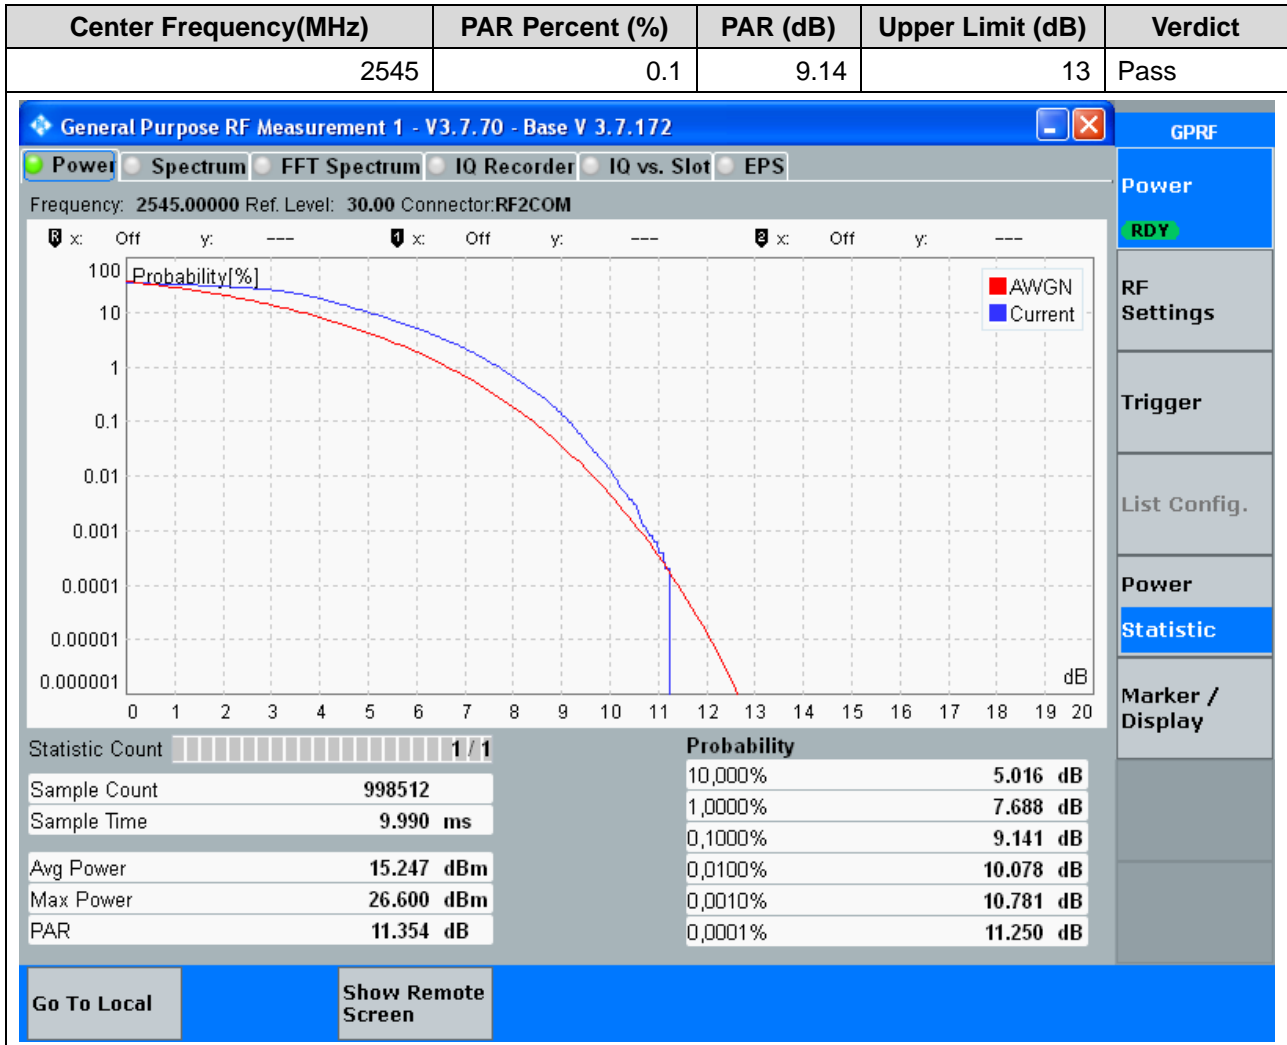 Center Frequency(MHz) PAR Percent (%) PAR (dB) Upper Limit (dB) Verdict
2545 0.1 9.14 13 Pass
General Purpose RF Measurement 1 - V3.7.70 - Base V 3.7.172
GPRF
Power Spectrum FFT Spectrum IQ Recorder IQ vs. Slot EPS
Power
RDY
Frequency: 2545.00000 Ref. Level: 30.00 Connector:RF2COM
R x: Off y: --- 1 x: Off y: --- 2 x: Off y: ---
100 Probability[%]
AWGN
Current
10
1
0.1
0.01
0.001
0.0001
0.00001
0.000001
dB
0 1 2 3 4 5 6 7 8 9 10 11 12 13 14 15 16 17 18 19 20
RF
Settings
Trigger
List Config.
Power
Statistic
Marker /
Display
Statistic Count 1 / 1
Sample Count 998512
Sample Time 9.990 ms
Avg Power 15.247 dBm
Max Power 26.600 dBm
PAR 11.354 dB
Probability
10,000% 5.016 dB
1,0000% 7.688 dB
0,1000% 9.141 dB
0,0100% 10.078 dB
0,0010% 10.781 dB
0,0001% 11.250 dB
Go To Local
Show Remote
Screen